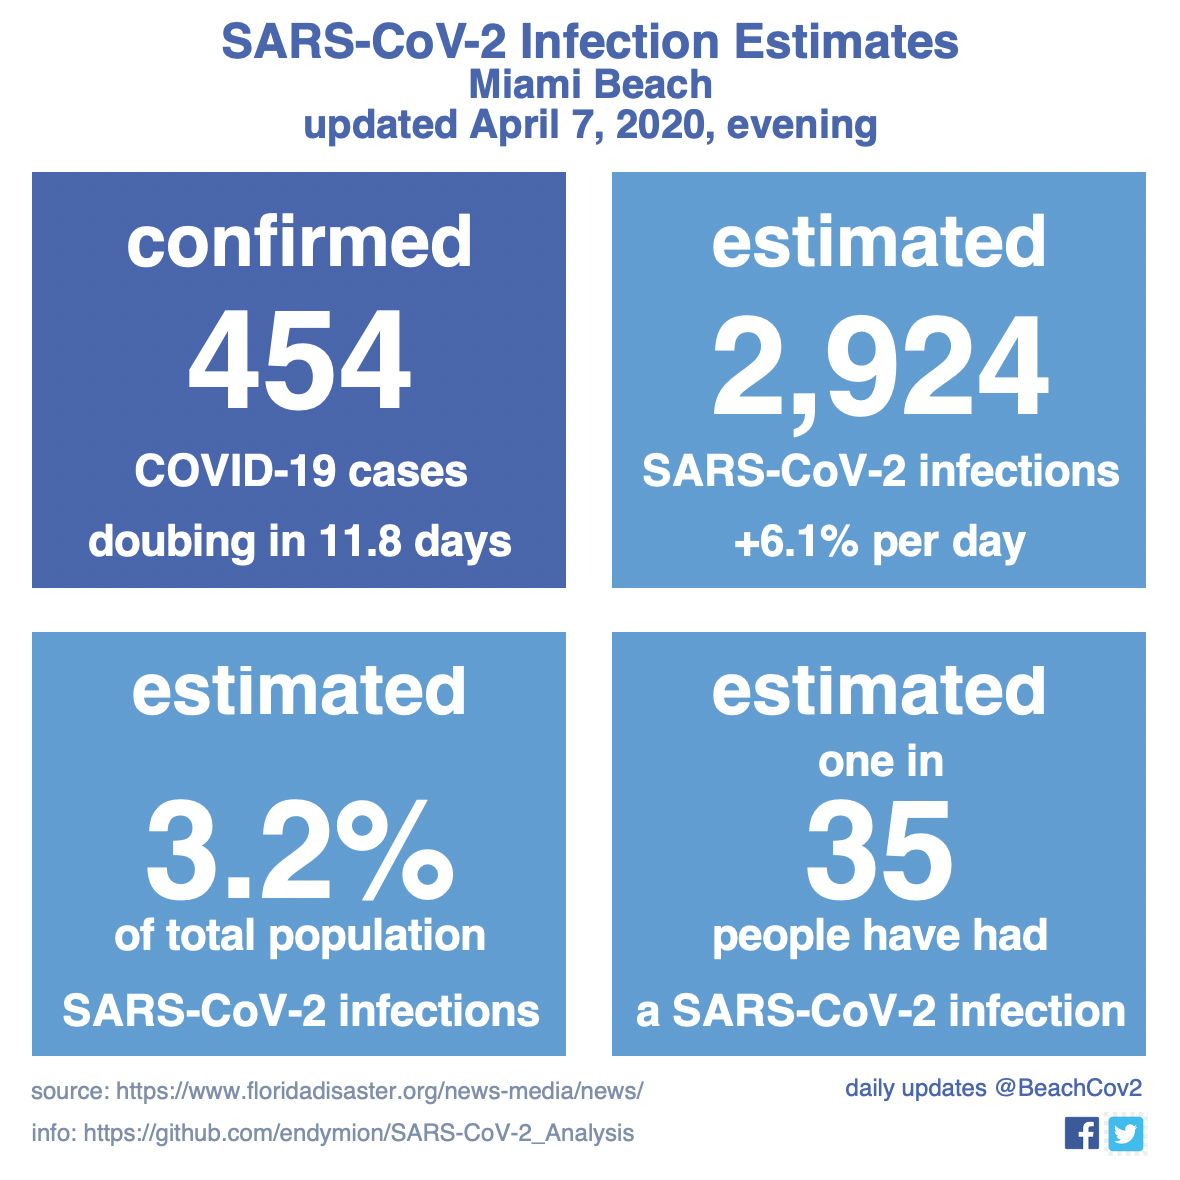 SARS-CoV-2 Infection Estimates
Miami Beach
updated April 7, 2020, evening
confirmed
454
COVID-19 cases
doubing in 11.8 days
estimated
2,924
SARS-CoV-2 infections
+6.1% per day
estimated
3.2%
of total population
SARS-CoV-2 infections
estimated
one in
35
people have had
a SARS-CoV-2 infection
source: https://www.floridadisaster.org/news-media/news/
info: https://github.com/endymion/SARS-CoV-2_Analysis
daily updates @BeachCov2